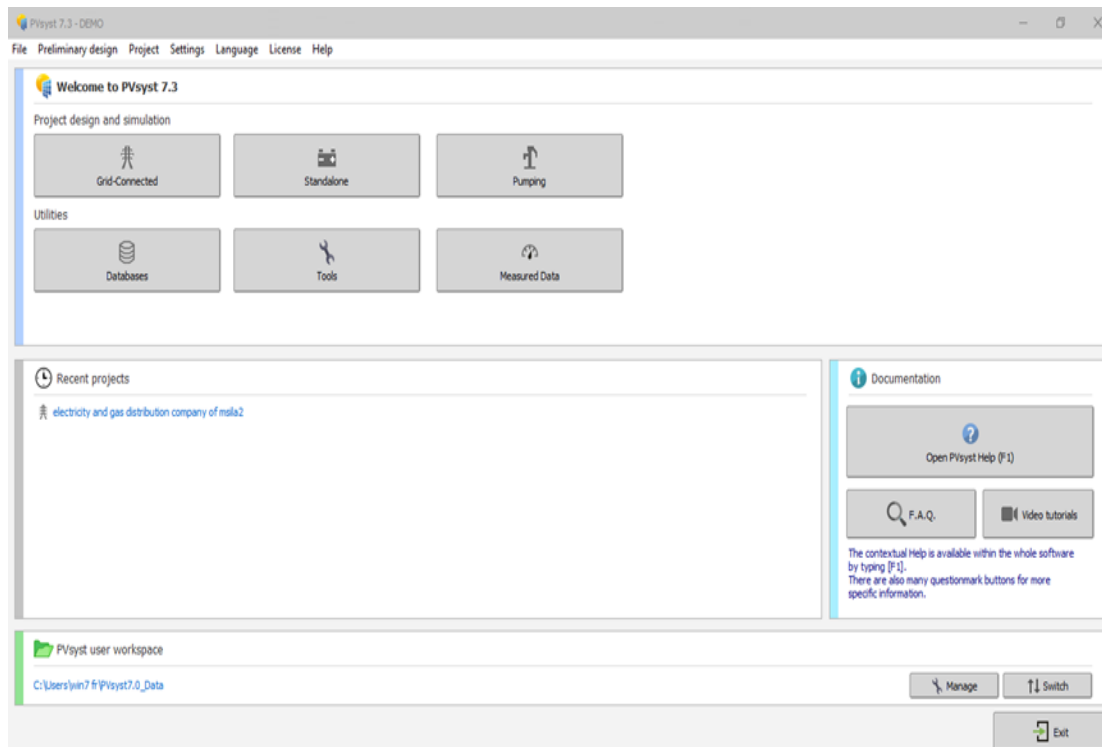 PVsyst 7.3 - DEMO
File Preliminary design Project Settings Language License Help
Welcome to PVsyst 7.3
Project design and simulation
Grid-Connected
Standalone
Pumping
Utilities
Databases
Tools
Measured Data
Recent projects
electricity and gas distribution company of msila2
Documentation
Open PVsyst Help (F1)
F.A.Q.
Video tutorials
The contextual Help is available within the whole software
by typing [F1].
There are also many questionmark buttons for more
specific information.
PVsyst user workspace
C:\Users\win7 fr\PVsyst7.0_Data
Manage
Switch
Exit